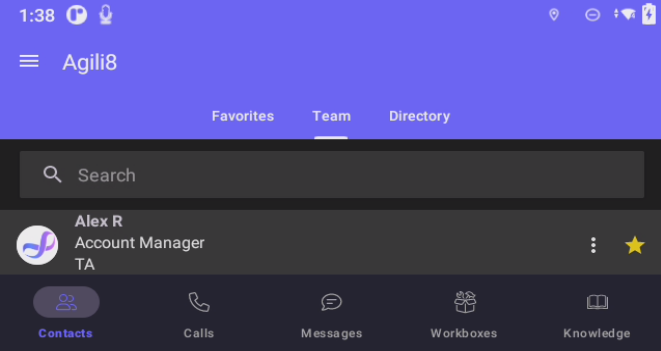 1:38
Agili8
Favorites Team Directory
Search
Alex R
Account Manager
TA
Contacts Calls Messages Workboxes Knowledge